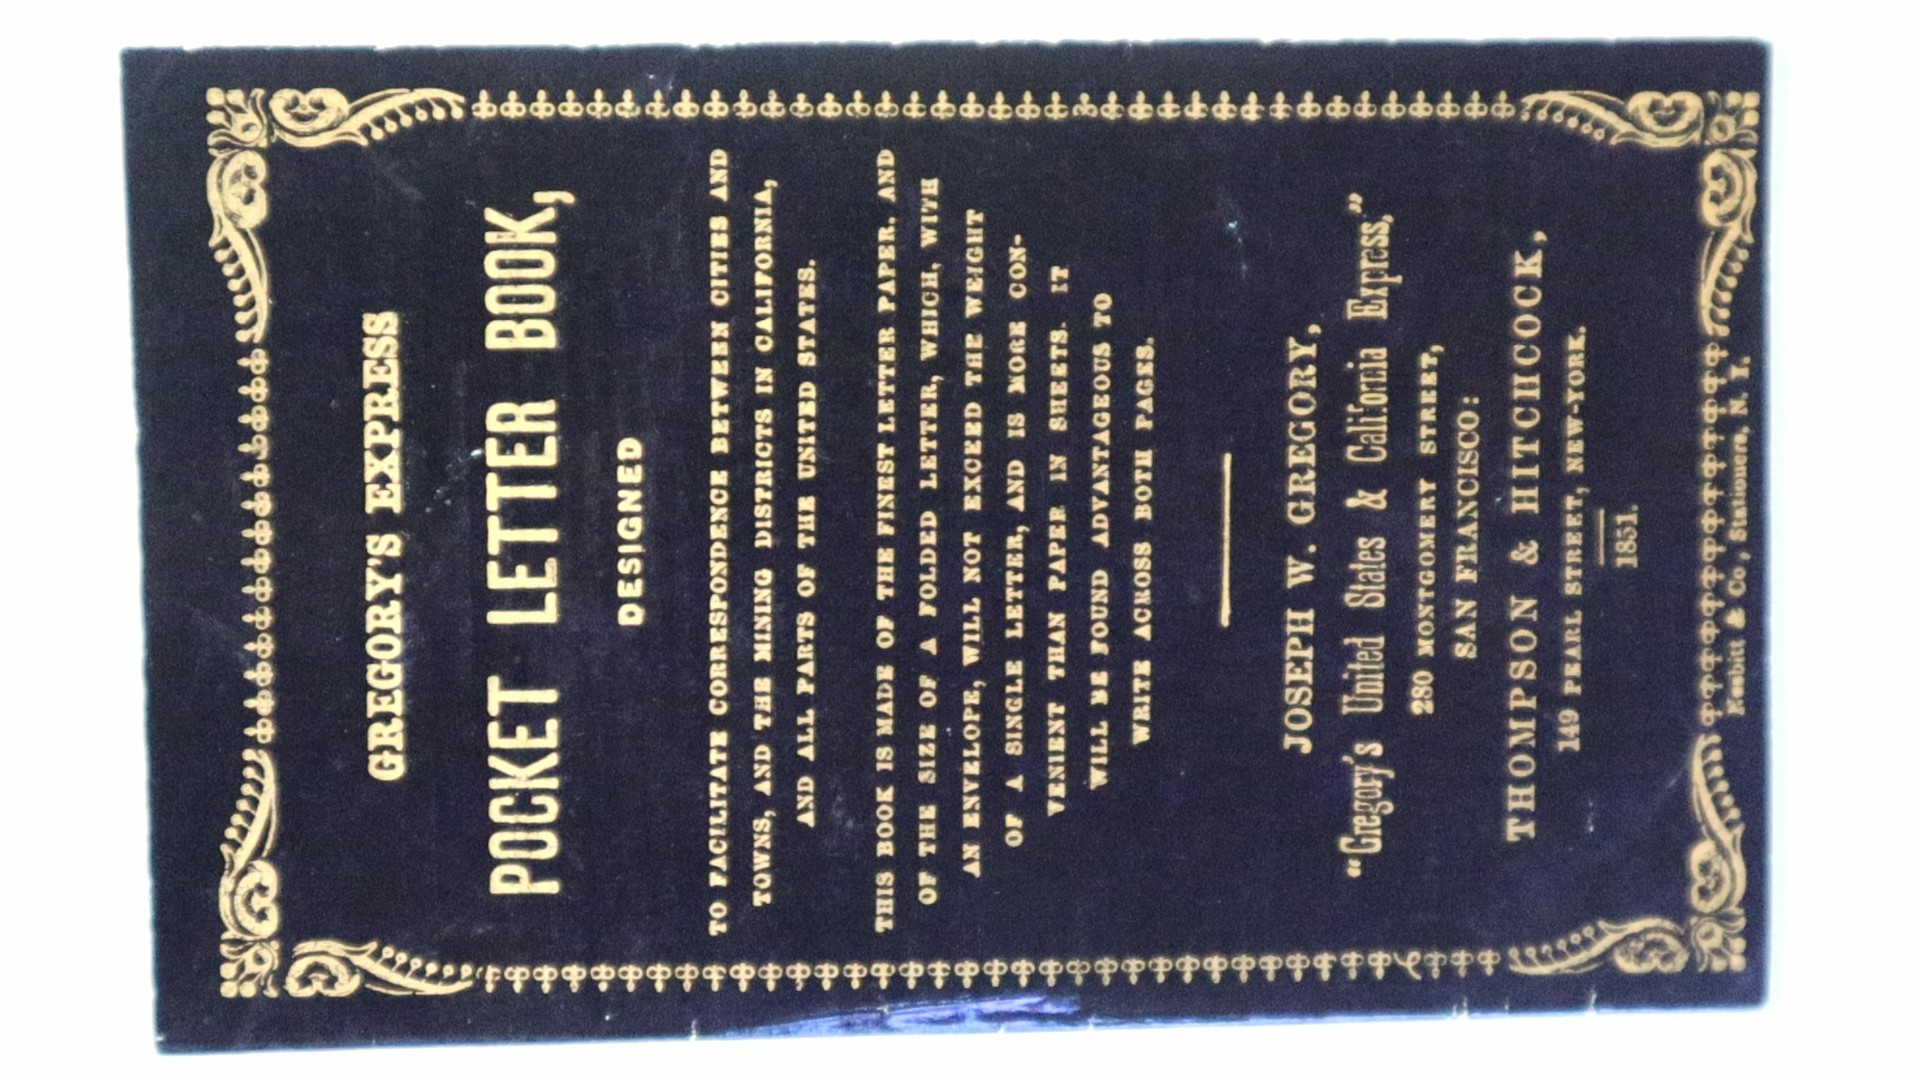 GREGORY'S EXPRESS
POCKET LETTER BOOK,
DESIGNED
TO FACILITATE CORRESPONDENCE BETWEEN CITIES AND
TOWNS, AND THE MINING DISTRICTS IN CALIFORNIA,
AND ALL PARTS OF THE UNITED STATES.
THIS BOOK IS MADE OF THE FINEST LETTER PAPER, AND
OF THE SIZE OF A FOLDED LETTER, WHICH, WITH
AN ENVELOPE, WILL NOT EXCEED THE WEIGHT
OF A SINGLE LETTER, AND IS MORE CON-
VENIENT THAN PAPER IN SHEETS. IT
WILL BE FOUND ADVANTAGEOUS TO
WRITE ACROSS BOTH PAGES.
JOSEPH W. GREGORY,
"Gregory's United States & California Express,"
280 MONTGOMERY STREET,
SAN FRANCISCO:
THOMPSON & HITCHCOCK,
149 PEARL STREET, NEW-YORK.
1851.
Nesbitt & Co, Stationers, N. Y.